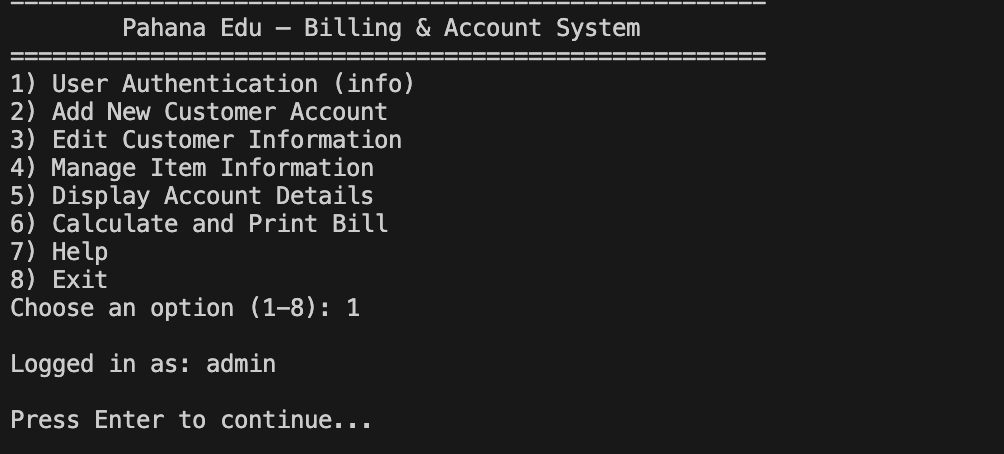 ======================================================
        Pahana Edu – Billing & Account System
======================================================
1) User Authentication (info)
2) Add New Customer Account
3) Edit Customer Information
4) Manage Item Information
5) Display Account Details
6) Calculate and Print Bill
7) Help
8) Exit
Choose an option (1-8): 1

Logged in as: admin

Press Enter to continue...